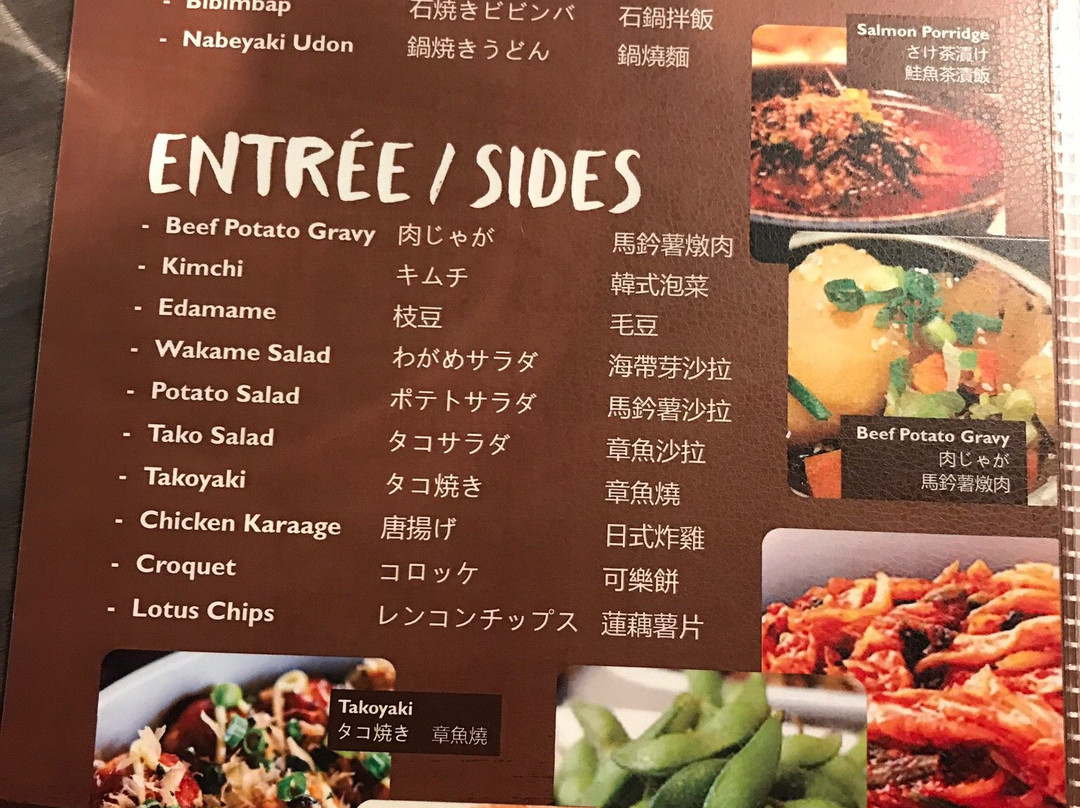 - Bibimbap 石焼きビビンバ 石鍋拌飯
- Nabeyaki Udon 鍋焼きうどん 鍋燒麵
Salmon Porridge
さけ茶漬け
鮭魚茶漬飯
ENTRÉE / SIDES
- Beef Potato Gravy 肉じゃが 馬鈐薯燉肉
- Kimchi キムチ 韓式泡菜
- Edamame 枝豆 毛豆
- Wakame Salad わがめサラダ 海帶芽沙拉
- Potato Salad ポテトサラダ 馬鈐薯沙拉
- Tako Salad タコサラダ 章魚沙拉
- Takoyaki タコ焼き 章魚燒
- Chicken Karaage 唐揚げ 日式炸雞
- Croquet コロッケ 可樂餅
- Lotus Chips レンコンチップス 蓮藕薯片
Beef Potato Gravy
肉じゃが
馬鈐薯燉肉
Takoyaki
タコ焼き 章魚燒